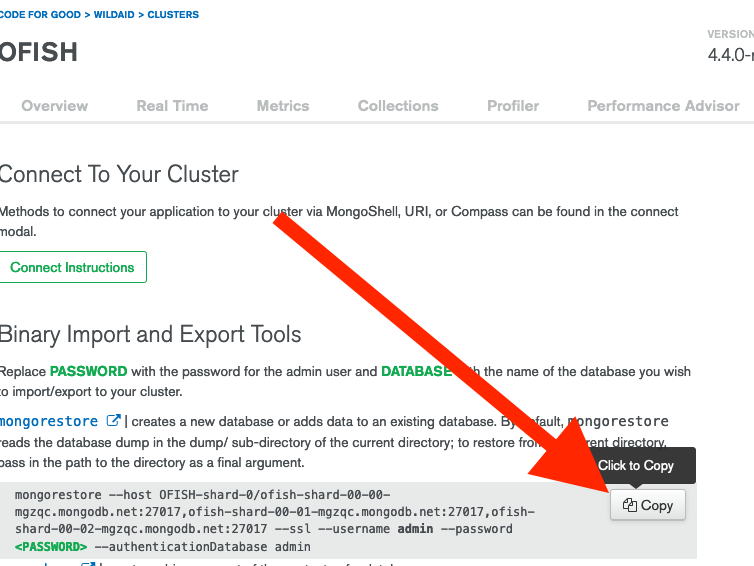 CODE FOR GOOD > WILDAID > CLUSTERS
OFISH
VERSION
4.4.0-r
Overview Real Time Metrics Collections Profiler Performance Advisor
Connect To Your Cluster
Methods to connect your application to your cluster via MongoShell, URI, or Compass can be found in the connect
modal.
Connect Instructions
Binary Import and Export Tools
Replace PASSWORD with the password for the admin user and DATABASE with the name of the database you wish
to import/export to your cluster.
mongorestore | creates a new database or adds data to an existing database. By default, mongorestore
reads the database dump in the dump/ sub-directory of the current directory; to restore from a different directory,
pass in the path to the directory as a final argument.
Click to Copy
Copy
mongorestore --host OFISH-shard-0/ofish-shard-00-00-
mgzqc.mongodb.net:27017,ofish-shard-00-01-mgzqc.mongodb.net:27017,ofish-
shard-00-02-mgzqc.mongodb.net:27017 --ssl --username admin --password
<PASSWORD> --authenticationDatabase admin